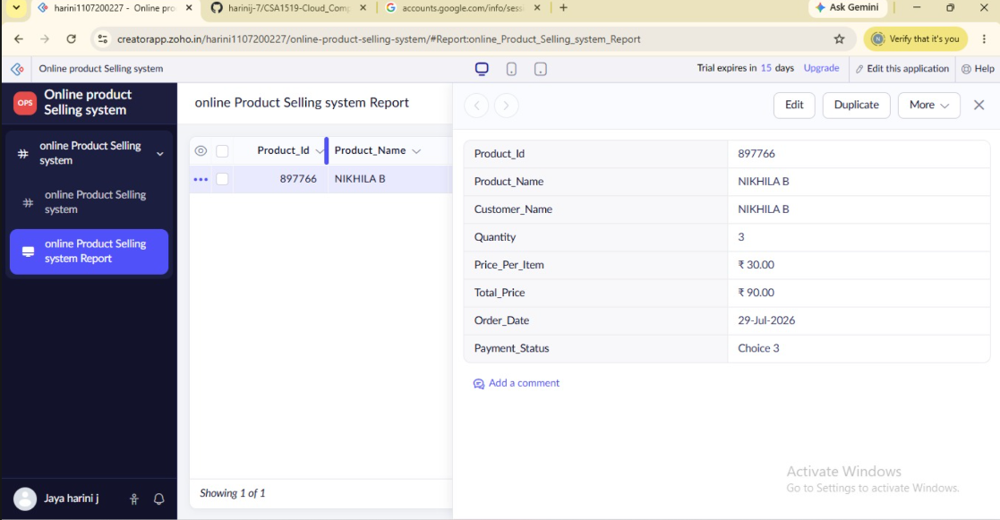 harini1107200227 - Online pro
harinij-7/CSA1519-Cloud_Comp
accounts.google.com/info/sessi
Ask Gemini
creatorapp.zoho.in/harini1107200227/online-product-selling-system/#Report:online_Product_Selling_system_Report
Verify that it's you
Online product Selling system
Trial expires in 15 days
Upgrade
Edit this application
Help
OPS
Online product
Selling system
online Product Selling
system
online Product Selling
system
online Product Selling
system Report
Jaya harini j
online Product Selling system Report
Product_Id
Product_Name
897766
NIKHILA B
Showing 1 of 1
Edit
Duplicate
More
Product_Id 897766
Product_Name NIKHILA B
Customer_Name NIKHILA B
Quantity 3
Price_Per_Item ₹ 30.00
Total_Price ₹ 90.00
Order_Date 29-Jul-2026
Payment_Status Choice 3
Add a comment
Activate Windows
Go to Settings to activate Windows.